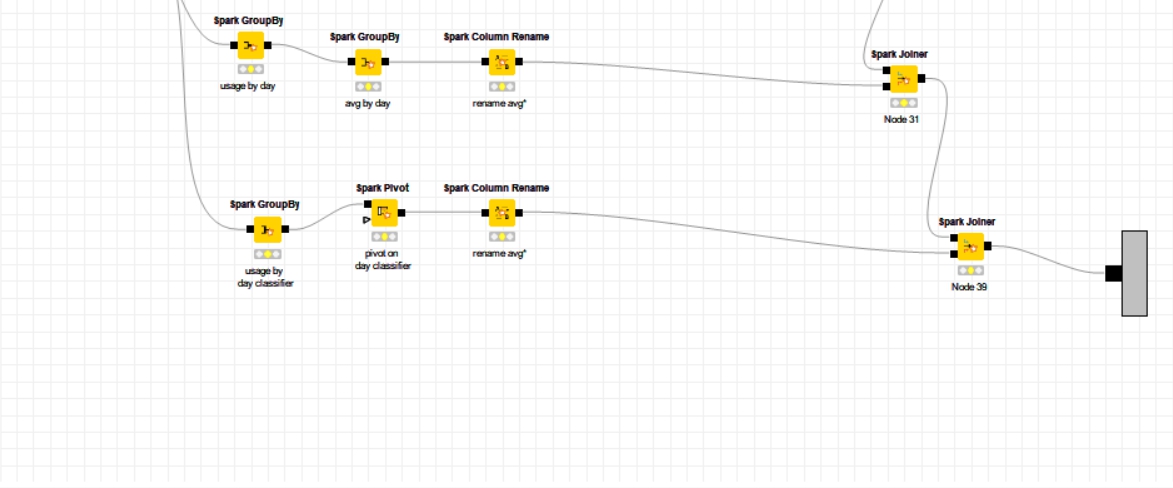 Spark GroupBy
usage by day
Spark GroupBy
avg by day
Spark Column Rename
rename avg*
Spark Joiner
Node 31
Spark GroupBy
usage by
day classifier
Spark Pivot
pivot on
day classifier
Spark Column Rename
rename avg*
Spark Joiner
Node 39